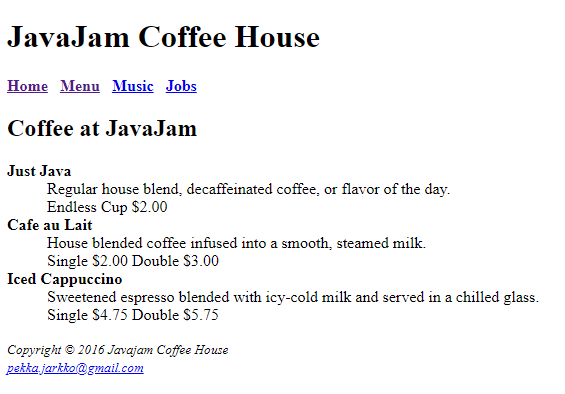 JavaJam Coffee House
Home Menu Music Jobs
Coffee at JavaJam
Just Java
Regular house blend, decaffeinated coffee, or flavor of the day.
Endless Cup $2.00
Cafe au Lait
House blended coffee infused into a smooth, steamed milk.
Single $2.00 Double $3.00
Iced Cappuccino
Sweetened espresso blended with icy-cold milk and served in a chilled glass.
Single $4.75 Double $5.75
Copyright © 2016 Javajam Coffee House
pekka.jarkko@gmail.com